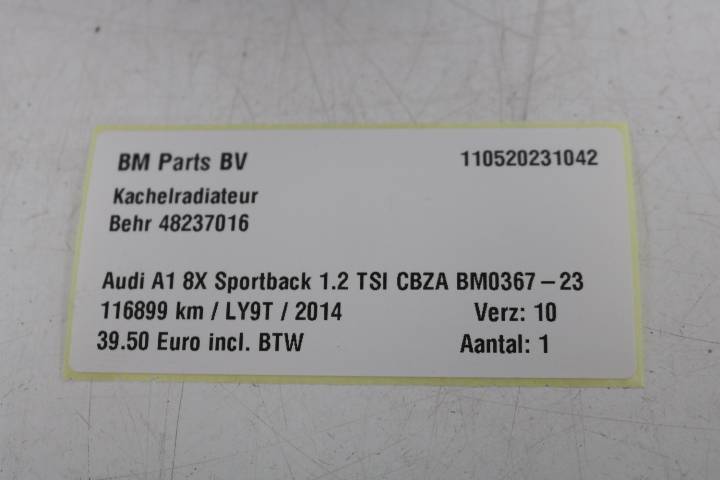 BM Parts BV 110520231042
Kachelradiateur
Behr 48237016
Audi A1 8X Sportback 1.2 TSI CBZA BM0367-23
116899 km / LY9T / 2014 Verz: 10
39.50 Euro incl. BTW Aantal: 1